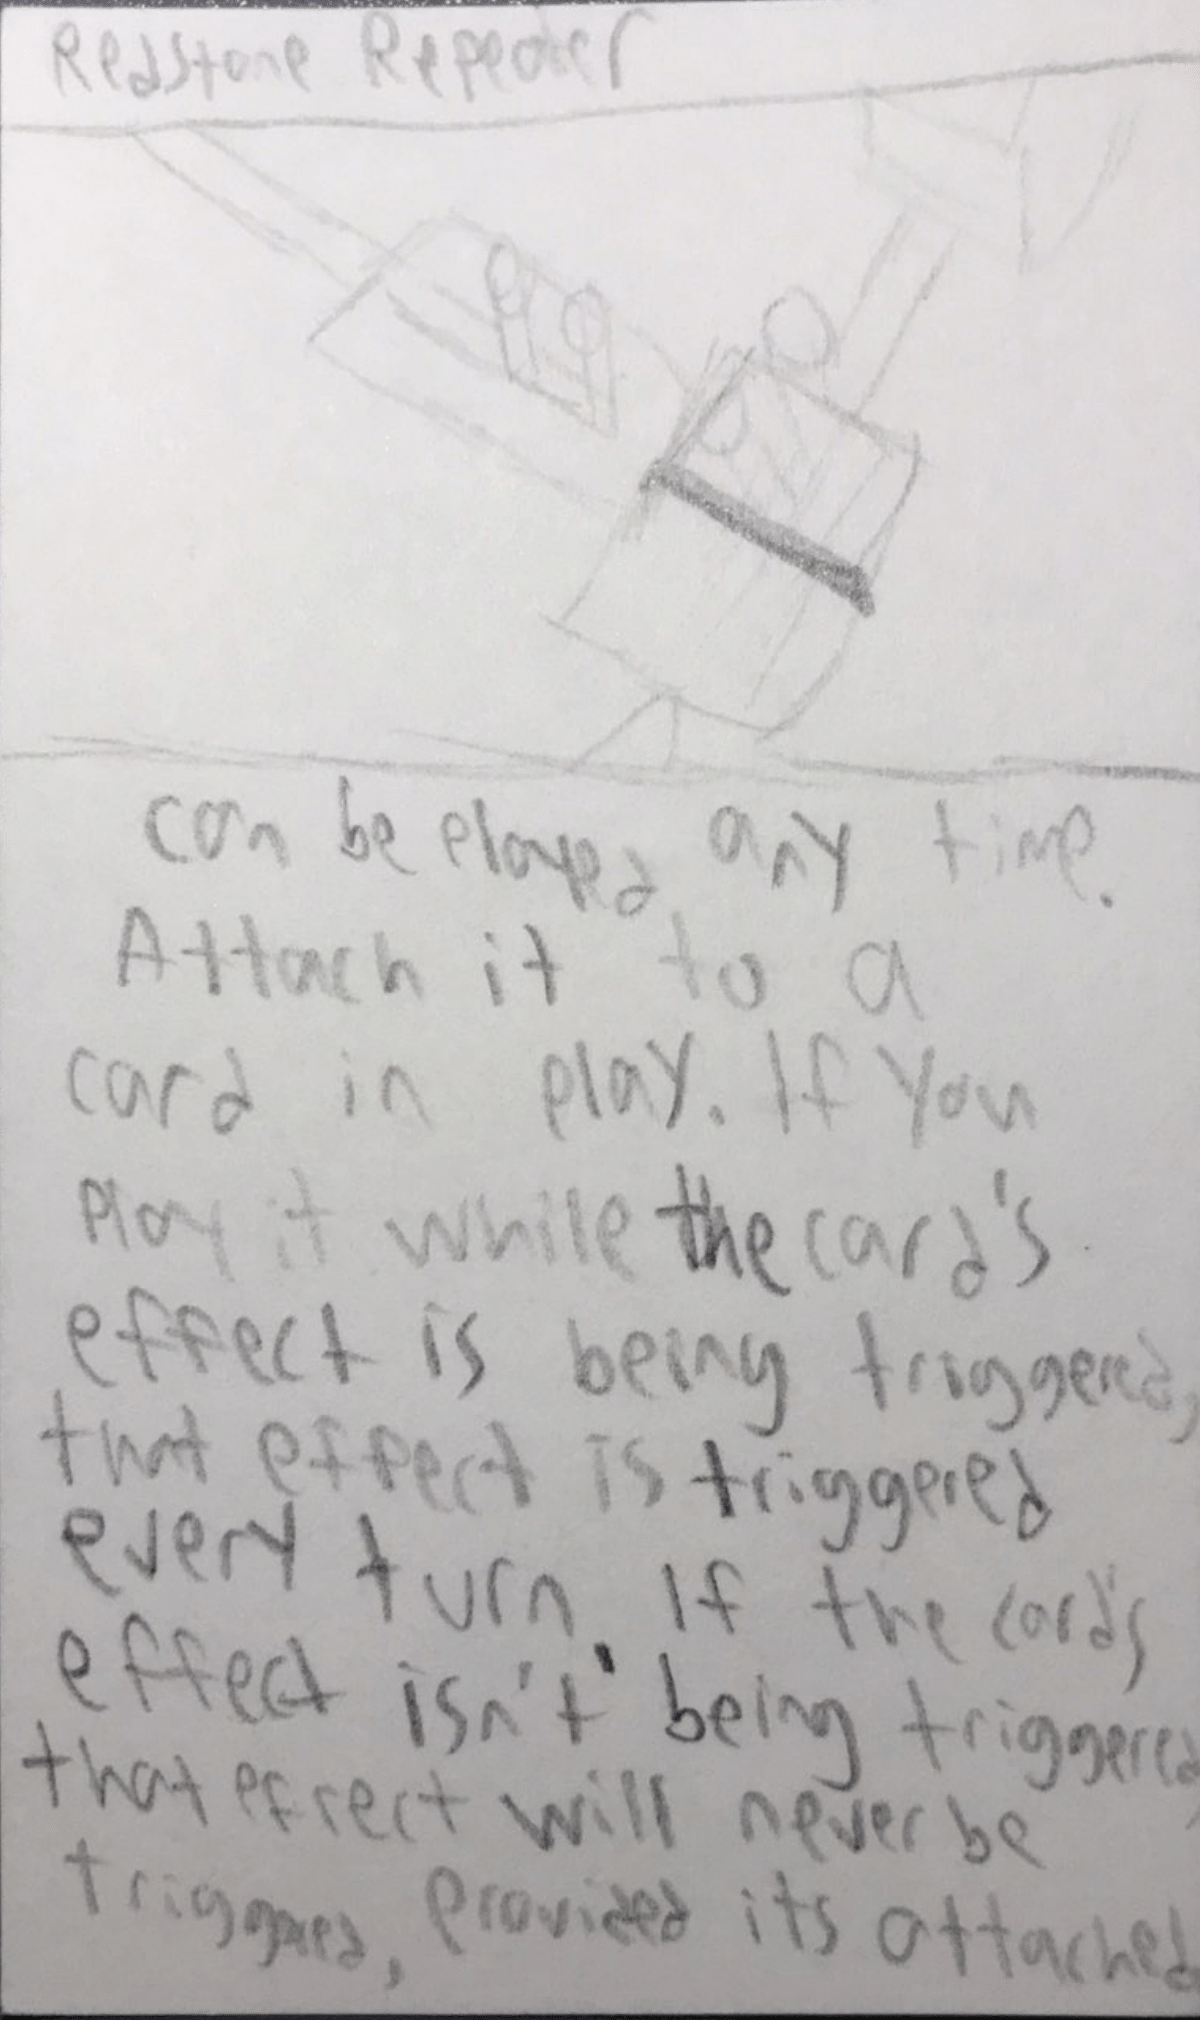 Redstone Repeater
can be played any time.
Attach it to a
card in play. If you
Play it while the card's
effect is being triggered,
that effect is triggered
every turn. If the card's
effect isn't being triggered,
that effect will never be
triggered, provided its attached